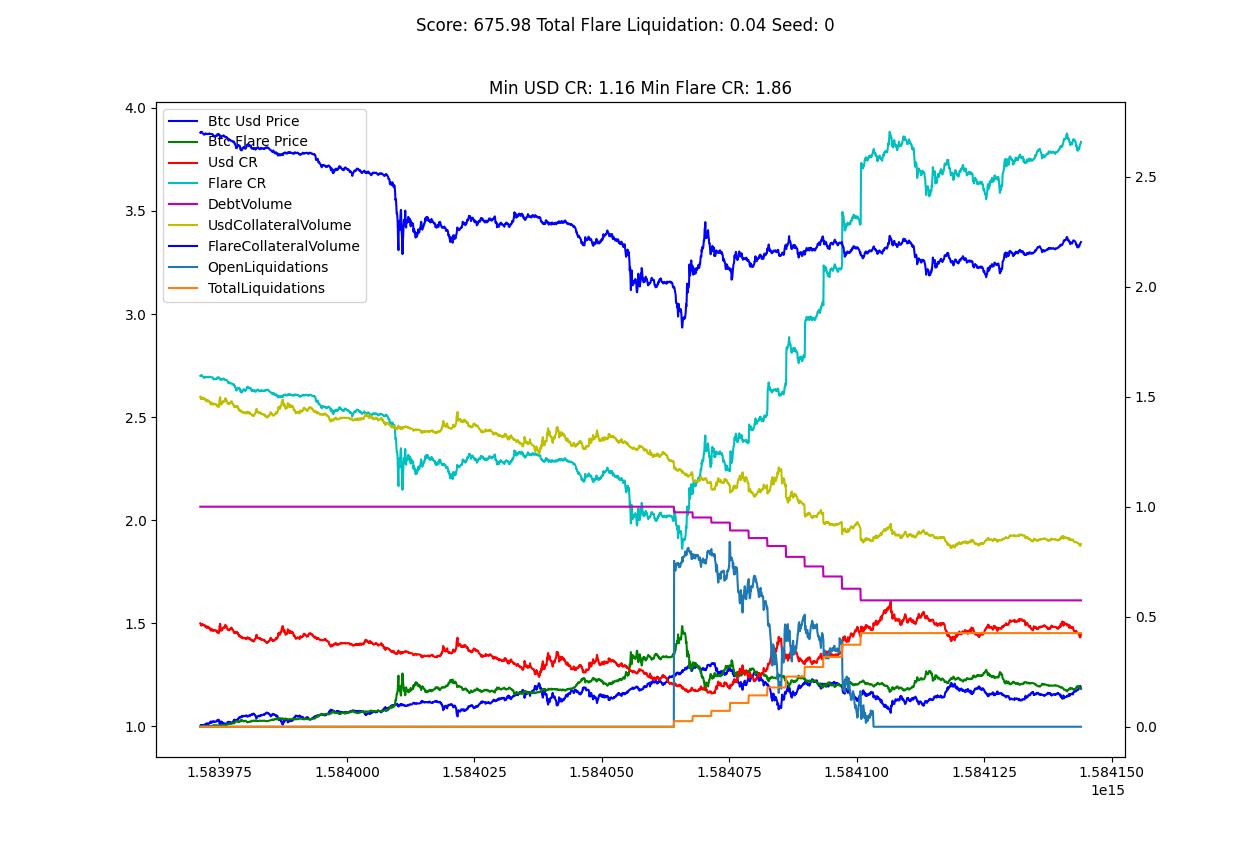 Score: 675.98 Total Flare Liquidation: 0.04 Seed: 0
Min USD CR: 1.16 Min Flare CR: 1.86
4.0
3.5
3.0
2.5
2.0
1.5
1.0
Btc Usd Price
Btc Flare Price
Usd CR
Flare CR
DebtVolume
UsdCollateralVolume
FlareCollateralVolume
OpenLiquidations
TotalLiquidations
2.5
2.0
1.5
1.0
0.5
0.0
1.583975 1.584000 1.584025 1.584050 1.584075 1.584100 1.584125 1.584150
1e15